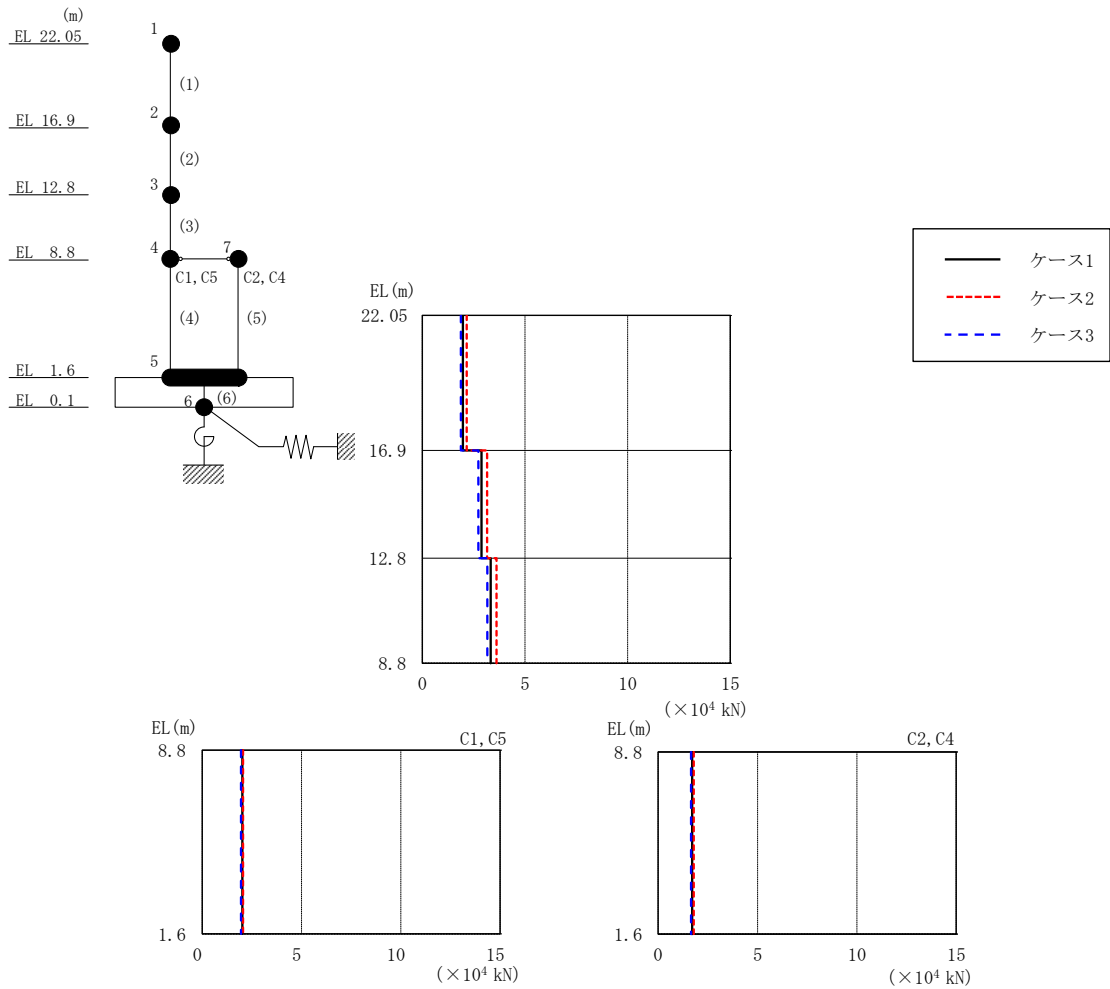 (m)
EL 22.05
EL 16.9
EL 12.8
EL 8.8
EL 1.6
EL 0.1
1
(1)
2
(2)
3
(3)
4
7
C1,C5
C2,C4
(4)
(5)
5
6
(6)
ケース1
ケース2
ケース3
EL(m)
22.05
16.9
12.8
8.8
0
5
10
15
(×10⁴ kN)
EL(m)
C1,C5
8.8
1.6
0
5
10
15
(×10⁴ kN)
EL(m)
C2,C4
8.8
1.6
0
5
10
15
(×10⁴ kN)